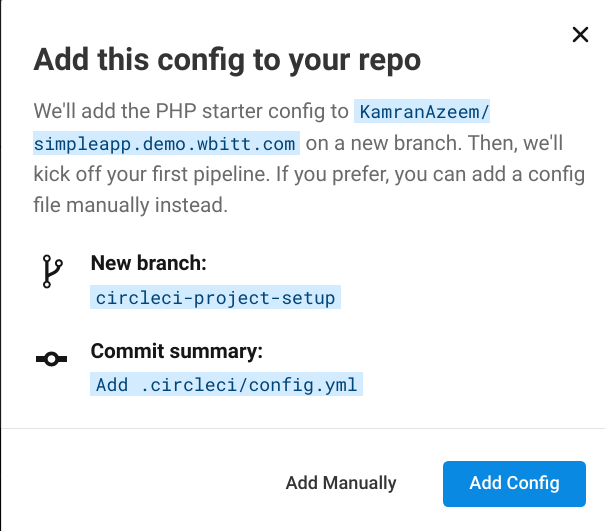 Add this config to your repo
We'll add the PHP starter config to KamranAzeem/
simpleapp.demo.wbitt.com on a new branch. Then, we'll
kick off your first pipeline. If you prefer, you can add a config
file manually instead.
New branch:
circleci-project-setup
Commit summary:
Add .circleci/config.yml
Add Manually
Add Config